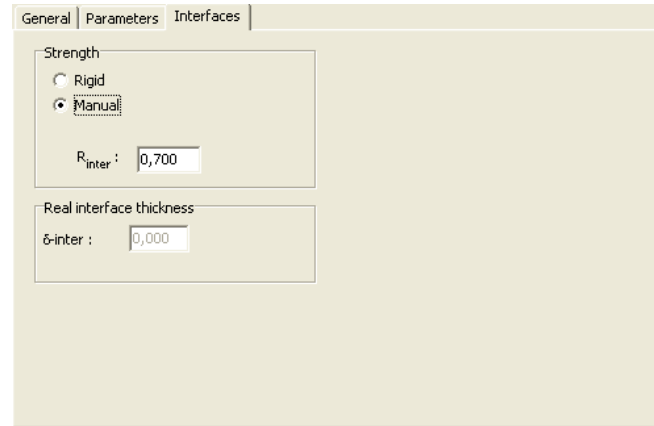 General Parameters Interfaces
Strength
Rigid
Manual
Rinter : 0,700
Real interface thickness
δ-inter : 0,000